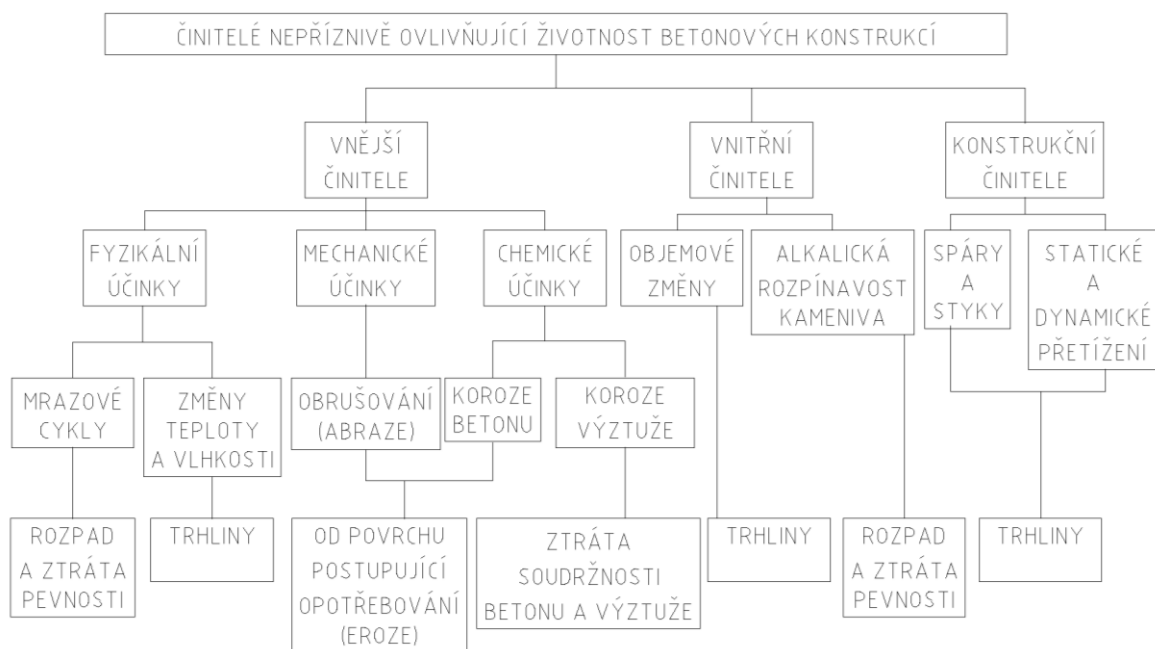 ČINITELÉ NEPŘÍZNIVĚ OVLIVŇUJÍCÍ ŽIVOTNOST BETONOVÝCH KONSTRUKCÍ
VNĚJŠÍ
ČINITELE
VNITŘNÍ
ČINITELE
KONSTRUKČNÍ
ČINITELE
FYZIKÁLNÍ
ÚČINKY
MECHANICKÉ
ÚČINKY
CHEMICKÉ
ÚČINKY
OBJEMOVÉ
ZMĚNY
ALKALICKÁ
ROZPÍNAVOST
KAMENIVA
SPÁRY
A
STYKY
STATICKÉ
A
DYNAMICKÉ
PŘETÍŽENÍ
MRAZOVÉ
CYKLY
ZMĚNY
TEPLOTY
A VLHKOSTI
OBRUŠOVÁNÍ
(ABRAZE)
KOROZE
BETONU
KOROZE
VÝZTUŽE
ROZPAD
A ZTRÁTA
PEVNOSTI
TRHLINY
OD POVRCHU
POSTUPUJÍCÍ
OPOTŘEBOVÁNÍ
(EROZE)
ZTRÁTA
SOUDRŽNOSTI
BETONU A VÝZTUŽE
TRHLINY
ROZPAD
A ZTRÁTA
PEVNOSTI
TRHLINY